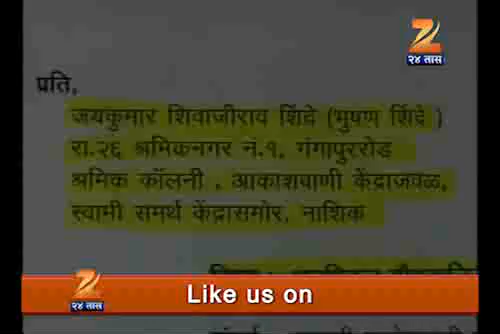 Z
२४ तास
प्रति,
जयकुमार शिवाजीराव शिंदे (भुषण शिंदे )
रा.२६ श्रमिकनगर नं.१, गंगापुररोड
श्रमिक कॉलनी , आकाशवाणी केंद्राजवळ,
स्वामी समर्थ केंद्रासमोर, नाशिक
Z
२४ तास
Like us on